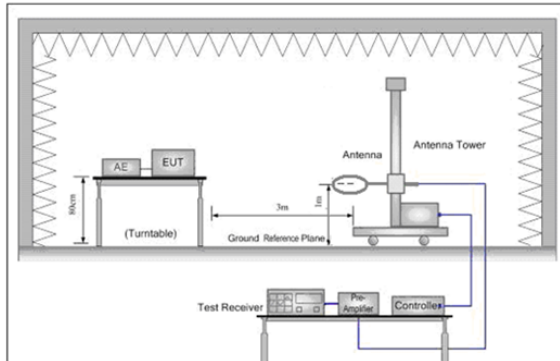 AE
EUT
80cm
(Turntable)
3m
Antenna
Antenna Tower
1m
Ground Reference Plane
Test Receiver
Pre-
Amplifier
Controller